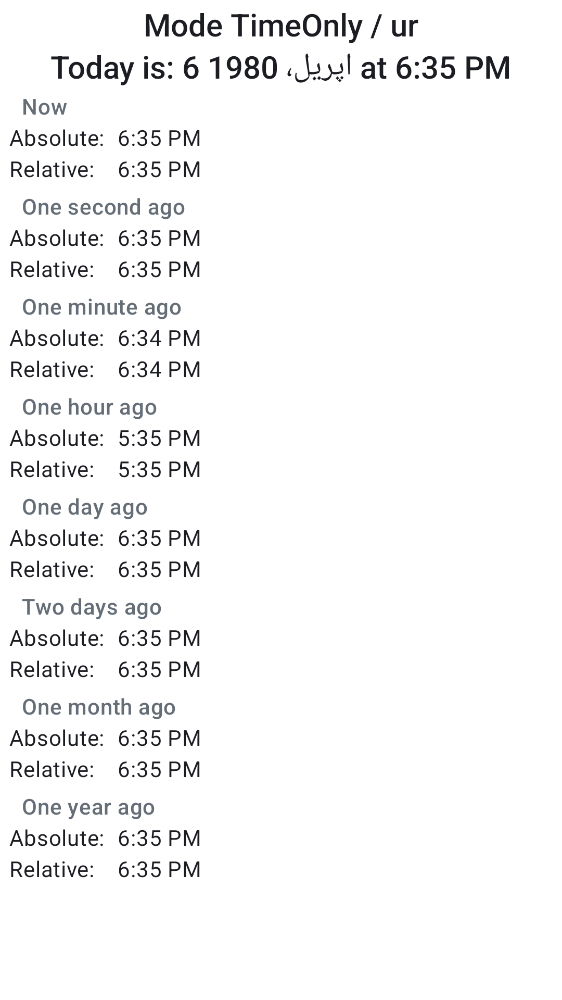 Mode TimeOnly / ur
Today is: 6 اپریل، 1980 at 6:35 PM
Now
Absolute: 6:35 PM
Relative: 6:35 PM
One second ago
Absolute: 6:35 PM
Relative: 6:35 PM
One minute ago
Absolute: 6:34 PM
Relative: 6:34 PM
One hour ago
Absolute: 5:35 PM
Relative: 5:35 PM
One day ago
Absolute: 6:35 PM
Relative: 6:35 PM
Two days ago
Absolute: 6:35 PM
Relative: 6:35 PM
One month ago
Absolute: 6:35 PM
Relative: 6:35 PM
One year ago
Absolute: 6:35 PM
Relative: 6:35 PM